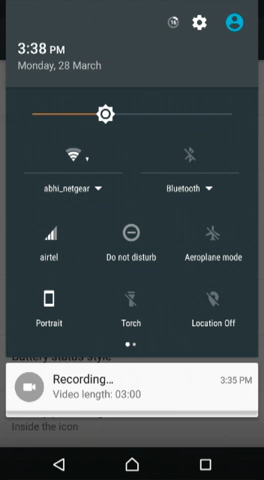 16
3:38 PM
Monday, 28 March
abhi_netgear
Bluetooth
airtel
Do not disturb
Aeroplane mode
Portrait
Torch
Location Off
Battery status style
Recording...
3:35 PM
Video length: 03:00
Inside the icon